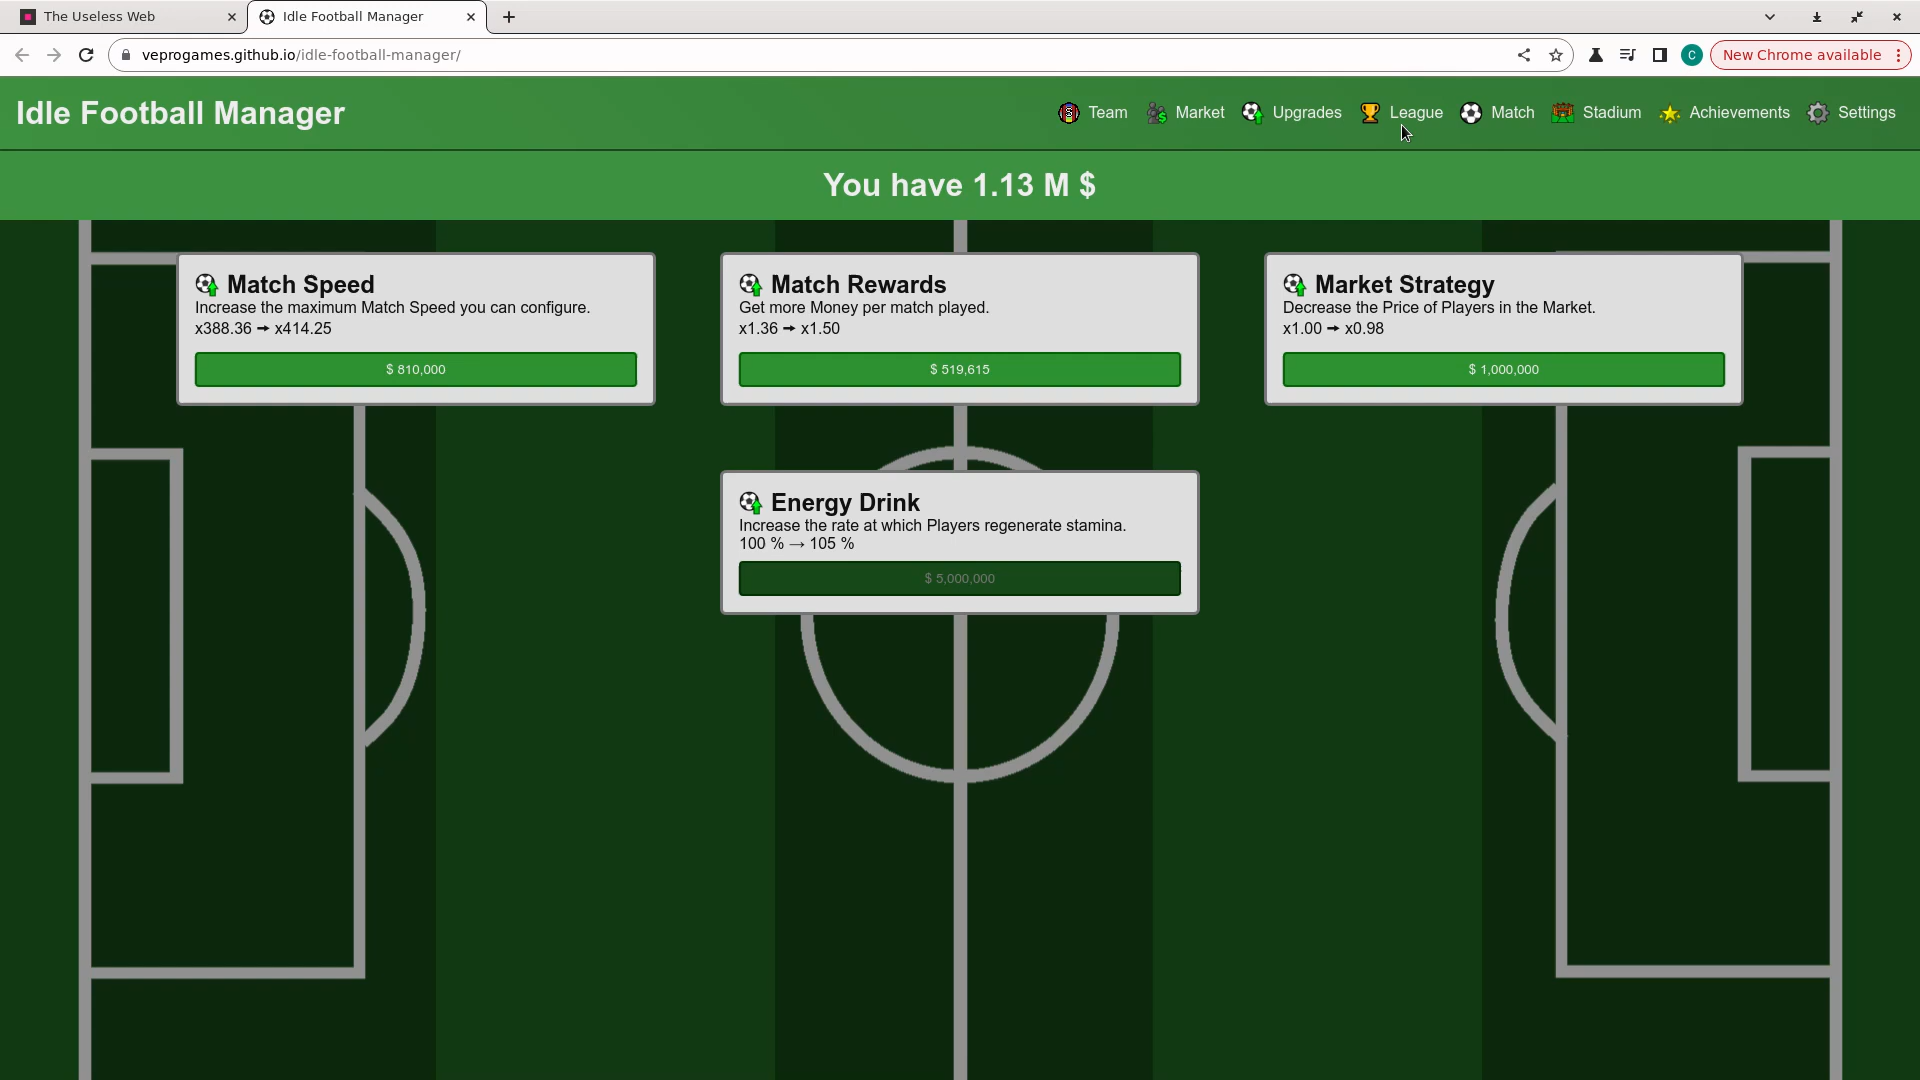 The Useless Web
Idle Football Manager
veprogames.github.io/idle-football-manager/
C
New Chrome available
Idle Football Manager
Team
Market
Upgrades
League
Match
Stadium
Achievements
Settings
You have 1.13 M $
Match Speed
Increase the maximum Match Speed you can configure.
x388.36 ➞ x414.25
$ 810,000
Match Rewards
Get more Money per match played.
x1.36 ➞ x1.50
$ 519,615
Market Strategy
Decrease the Price of Players in the Market.
x1.00 ➞ x0.98
$ 1,000,000
Energy Drink
Increase the rate at which Players regenerate stamina.
100 % → 105 %
$ 5,000,000